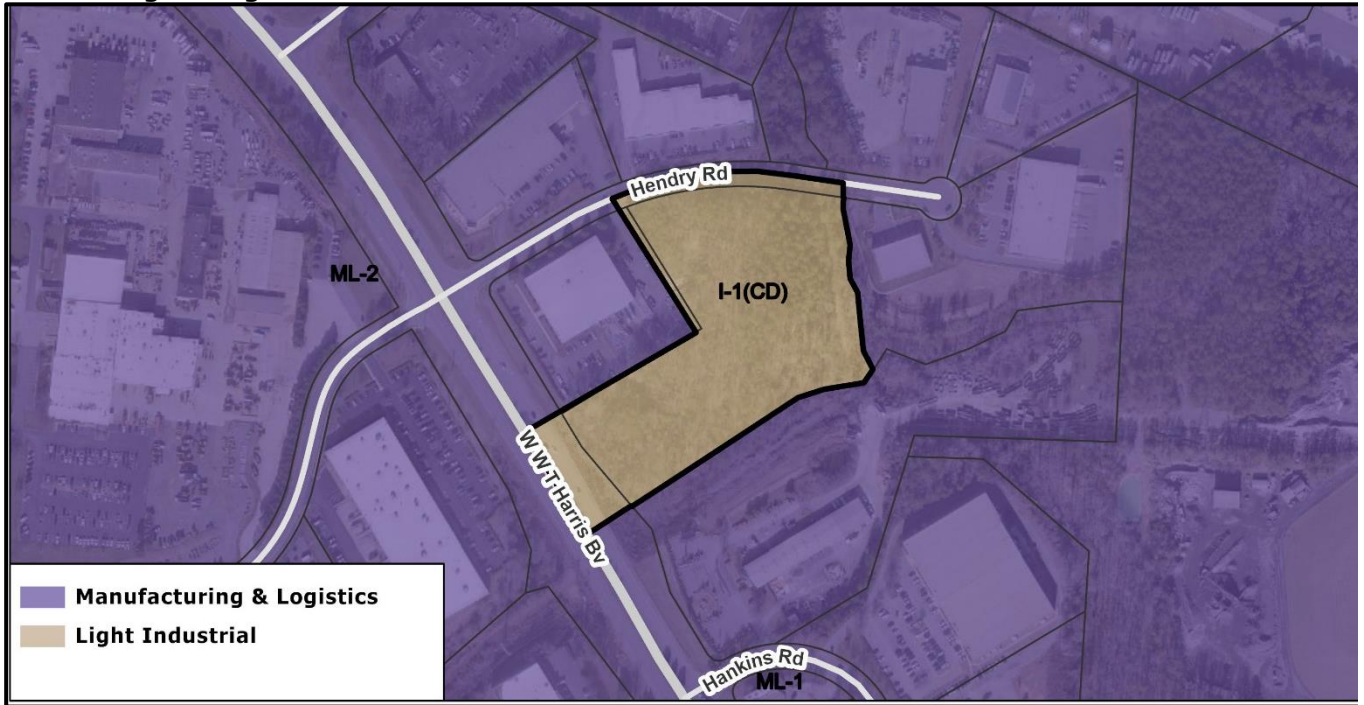 Hendry Rd
ML-2
I-1(CD)
W W.T.Harris Bv
Manufacturing & Logistics
Light Industrial
Hankins Rd
ML-1